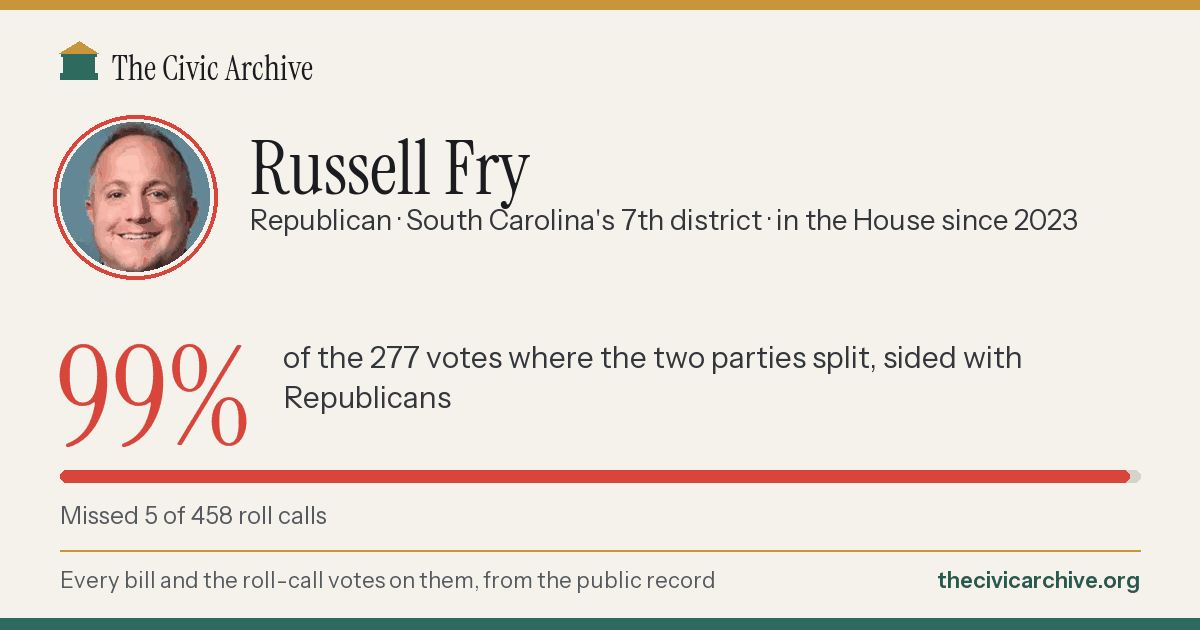 The Civic Archive
Russell Fry
Republican · South Carolina's 7th district · in the House since 2023
99%
of the 277 votes where the two parties split, sided with
Republicans
Missed 5 of 458 roll calls
Every bill and the roll-call votes on them, from the public record
thecivicarchive.org